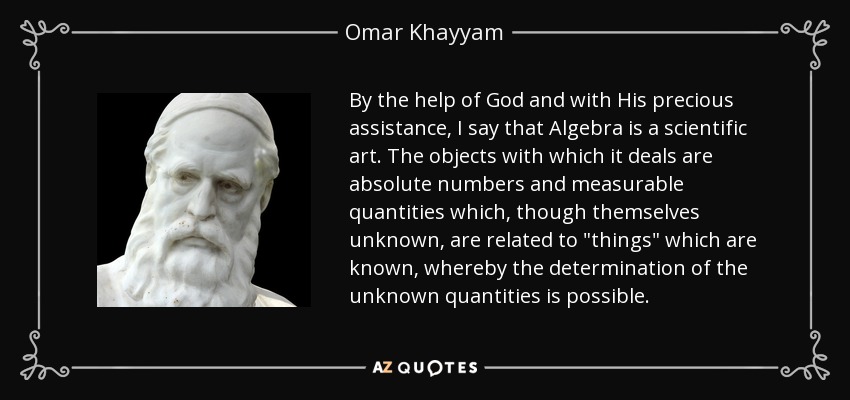 Omar Khayyam
By the help of God and with His precious
assistance, I say that Algebra is a scientific
art. The objects with which it deals are
absolute numbers and measurable
quantities which, though themselves
unknown, are related to "things" which are
known, whereby the determination of the
unknown quantities is possible.
AZ QUOTES